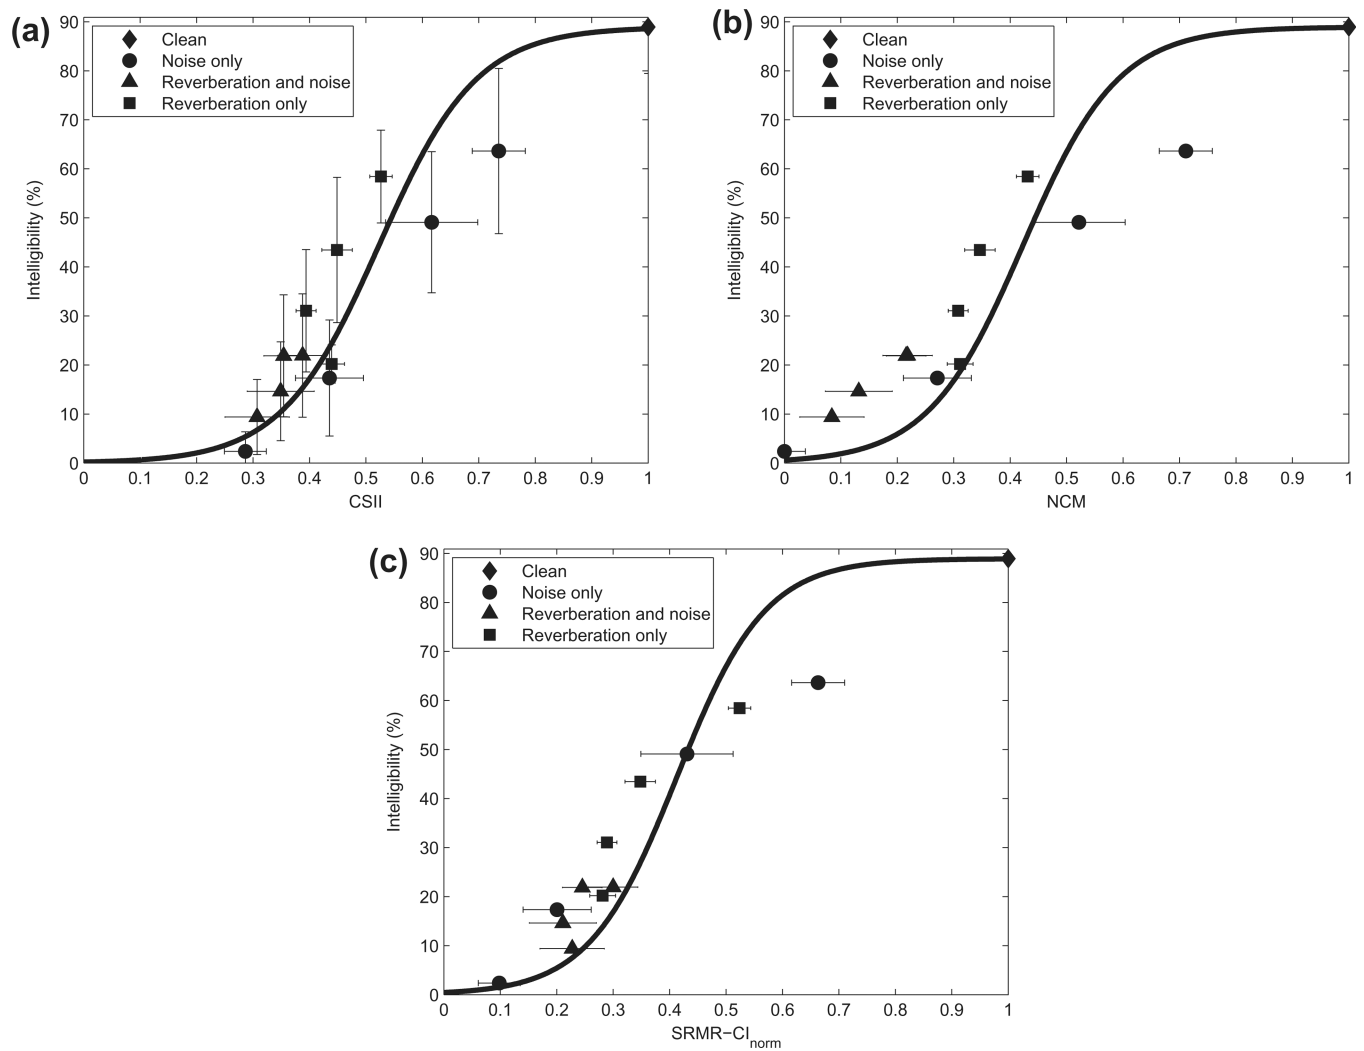 (a)
90
80
70
60
50
40
30
20
10
0
Intelligibility (%)
Clean
Noise only
Reverberation and noise
Reverberation only
0 0.1 0.2 0.3 0.4 0.5 0.6 0.7 0.8 0.9 1
CSII
(b)
90
80
70
60
50
40
30
20
10
0
Intelligibility (%)
Clean
Noise only
Reverberation and noise
Reverberation only
0 0.1 0.2 0.3 0.4 0.5 0.6 0.7 0.8 0.9 1
NCM
(c)
90
80
70
60
50
40
30
20
10
0
Intelligibility (%)
Clean
Noise only
Reverberation and noise
Reverberation only
0 0.1 0.2 0.3 0.4 0.5 0.6 0.7 0.8 0.9 1
SRMR−CI norm